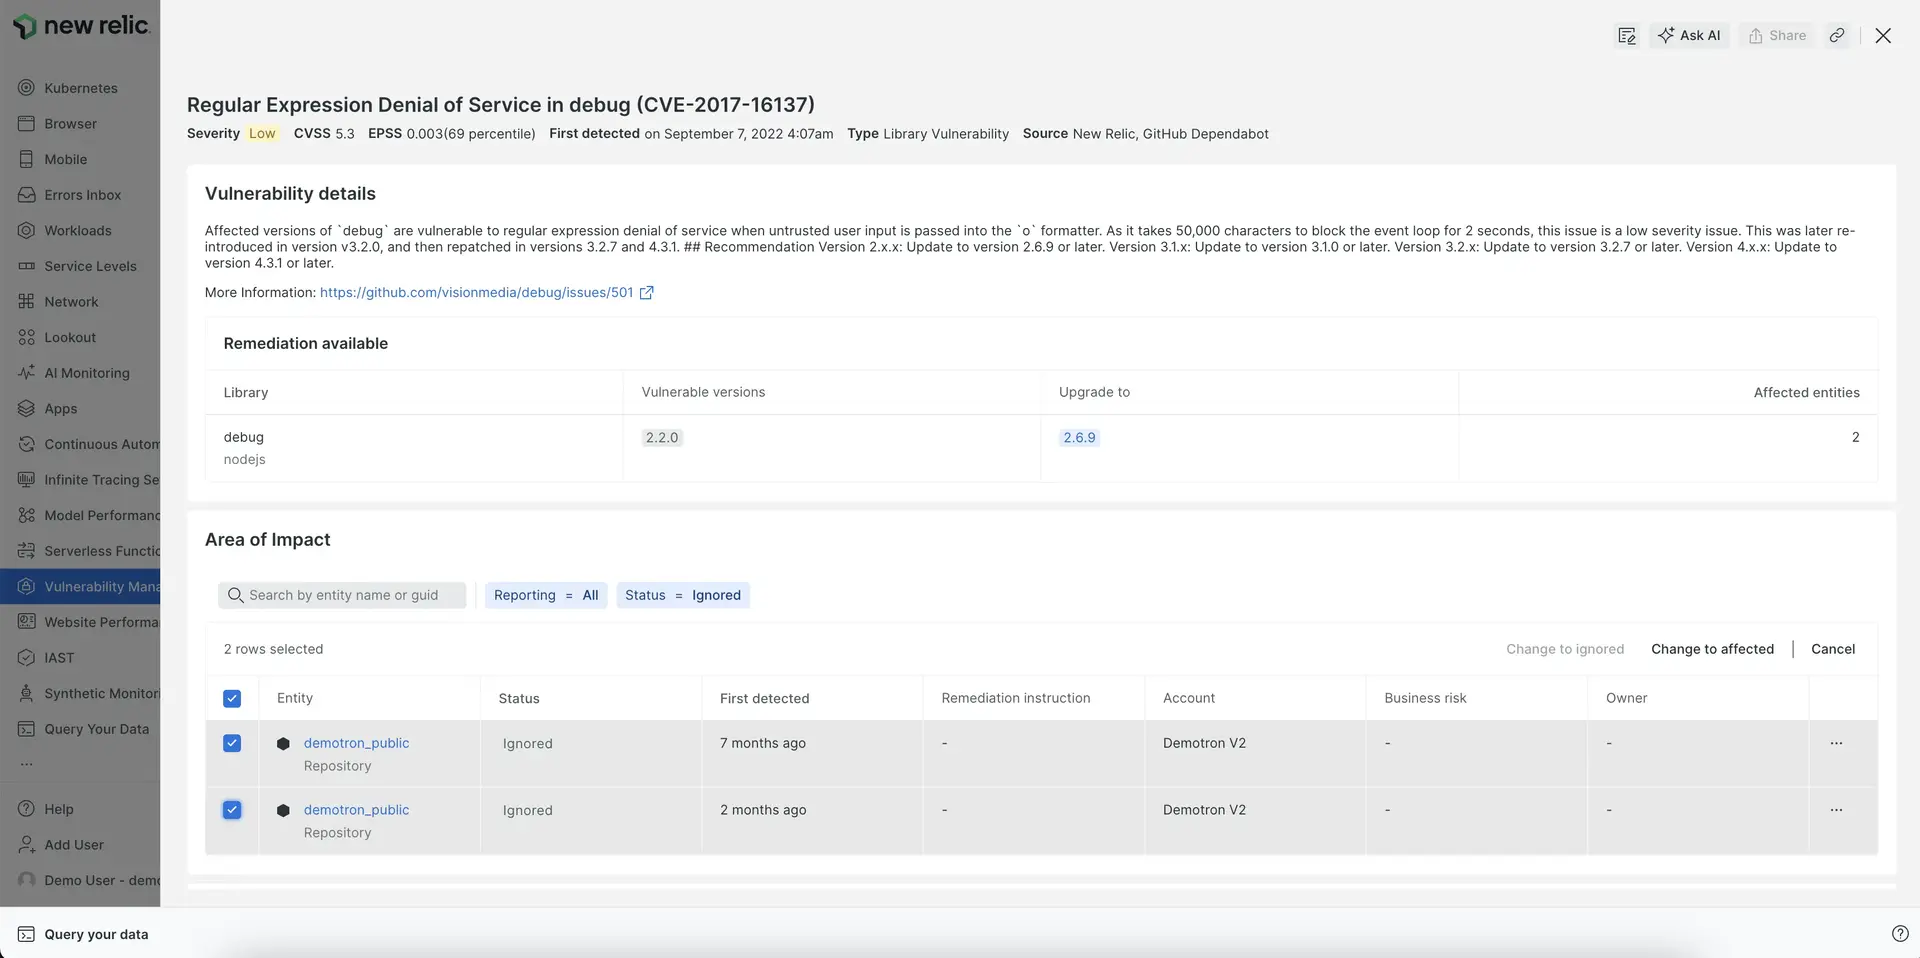 new relic.
Ask AI
Share
Kubernetes
Browser
Mobile
Errors Inbox
Workloads
Service Levels
Network
Lookout
AI Monitoring
Apps
Continuous Autom
Infinite Tracing Se
Model Performanc
Serverless Functio
Vulnerability Mana
Website Performa
IAST
Synthetic Monitori
Query Your Data
...
Help
Add User
Demo User - demo
Regular Expression Denial of Service in debug (CVE-2017-16137)
Severity Low CVSS 5.3 EPSS 0.003(69 percentile) First detected on September 7, 2022 4:07am Type Library Vulnerability Source New Relic, GitHub Dependabot
Vulnerability details
Affected versions of `debug` are vulnerable to regular expression denial of service when untrusted user input is passed into the `o` formatter. As it takes 50,000 characters to block the event loop for 2 seconds, this issue is a low severity issue. This was later re-
introduced in version v3.2.0, and then repatched in versions 3.2.7 and 4.3.1. ## Recommendation Version 2.x.x: Update to version 2.6.9 or later. Version 3.1.x: Update to version 3.1.0 or later. Version 3.2.x: Update to version 3.2.7 or later. Version 4.x.x: Update to
version 4.3.1 or later.
More Information: https://github.com/visionmedia/debug/issues/501
Remediation available
Library Vulnerable versions Upgrade to Affected entities
debug 2.2.0 2.6.9 2
nodejs
Area of Impact
Search by entity name or guid Reporting = All Status = Ignored
2 rows selected Change to ignored Change to affected Cancel
Entity Status First detected Remediation instruction Account Business risk Owner
demotron_public Ignored 7 months ago - Demotron V2 - - ...
Repository
demotron_public Ignored 2 months ago - Demotron V2 - - ...
Repository
Query your data